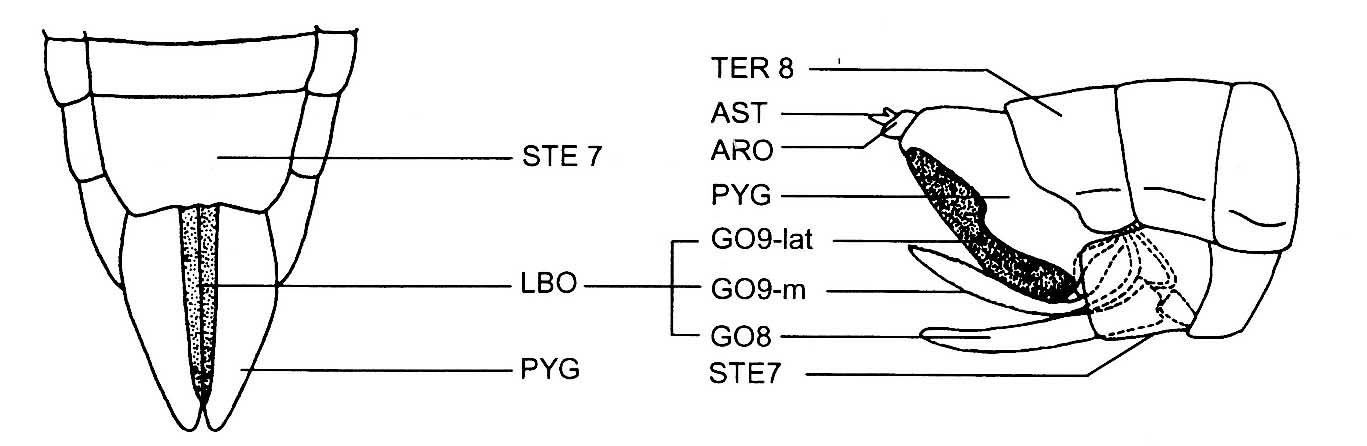 STE 7
LBO
PYG
TER 8
AST
ARO
PYG
GO9-lat
GO9-m
GO8
STE7